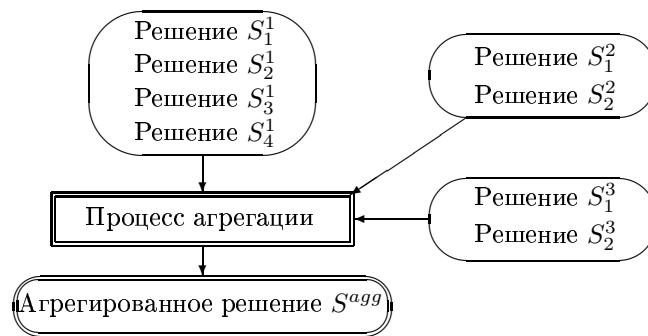 Решение $S_1^1$
Решение $S_2^1$
Решение $S_3^1$
Решение $S_4^1$
Решение $S_1^2$
Решение $S_2^2$
Решение $S_1^3$
Решение $S_2^3$
Процесс агрегации
Агрегированное решение $S^{agg}$